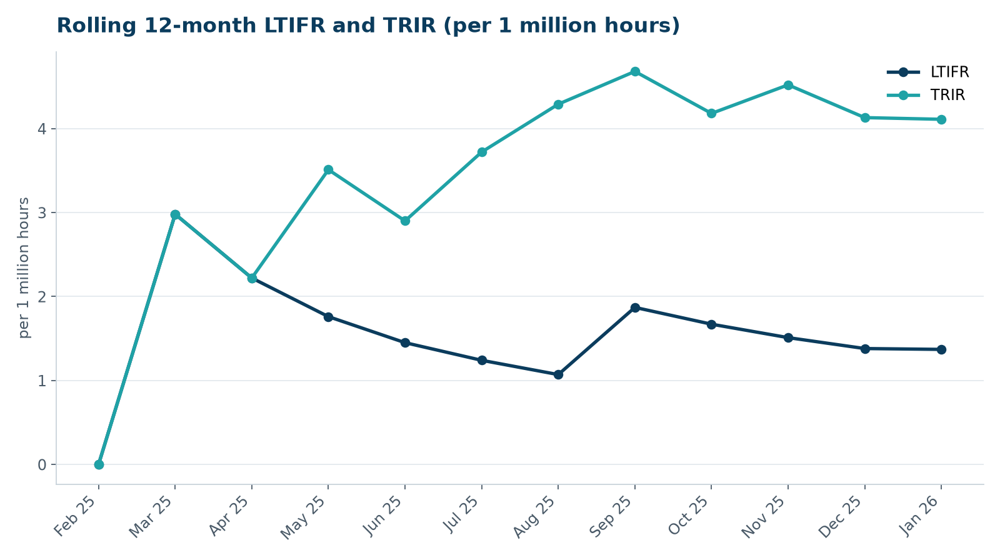 Rolling 12-month LTIFR and TRIR (per 1 million hours)
LTIFR
TRIR
per 1 million hours
4
3
2
1
0
Feb 25
Mar 25
Apr 25
May 25
Jun 25
Jul 25
Aug 25
Sep 25
Oct 25
Nov 25
Dec 25
Jan 26